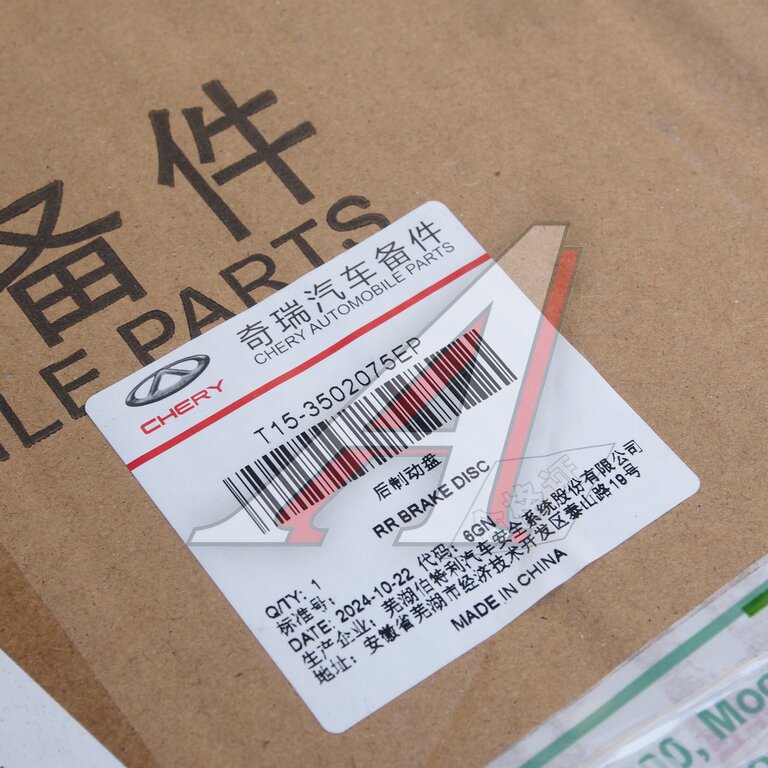 备件
LE PARTS
奇瑞汽车备件
CHERY AUTOMOBILE PARTS
CHERY
T15-3502075EP
后制动盘
RR BRAKE DISC
合格证
Q/TY: 1
标准号:
DATE: 2024-10-22 代码: 6GN
生产企业: 芜湖伯特利汽车安全系统股份有限公司
地址: 安徽省芜湖市经济技术开发区泰山路19号
MADE IN CHINA